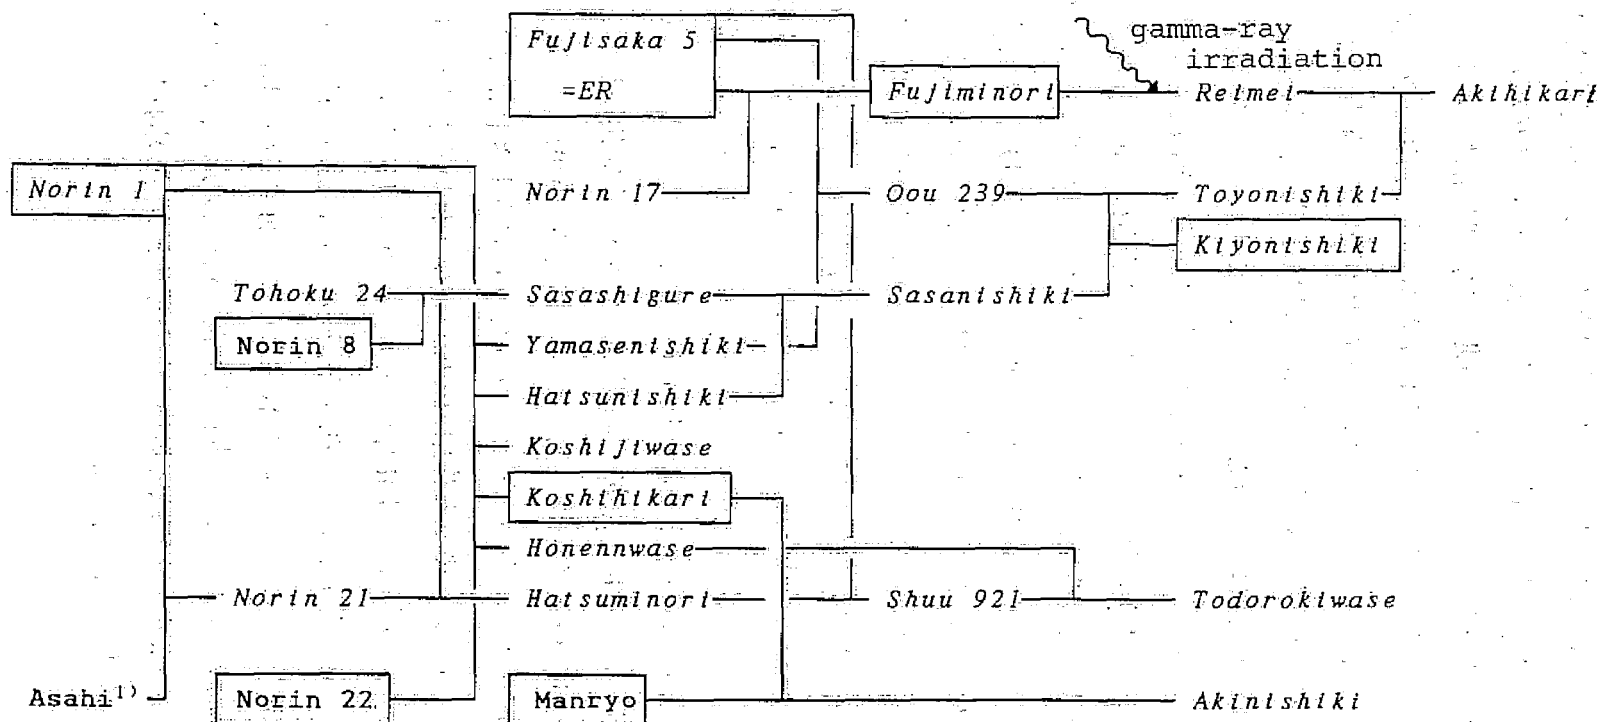 Fujisaka 5
=ER
gamma-ray
irradiation
Fujiminori
Reimei
Akihikari
Norin 1
Norin 17
Oou 239
Toyonishiki
Kiyonishiki
Tohoku 24
Sasashigure
Sasanishiki
Norin 8
Yamasenishiki
Hatsunishiki
Koshijiwase
Koshihikari
Honennwase
Norin 21
Hatsuminori
Shuu 921
Todorokiwase
Asahi1)
Norin 22
Manryo
Akinishiki